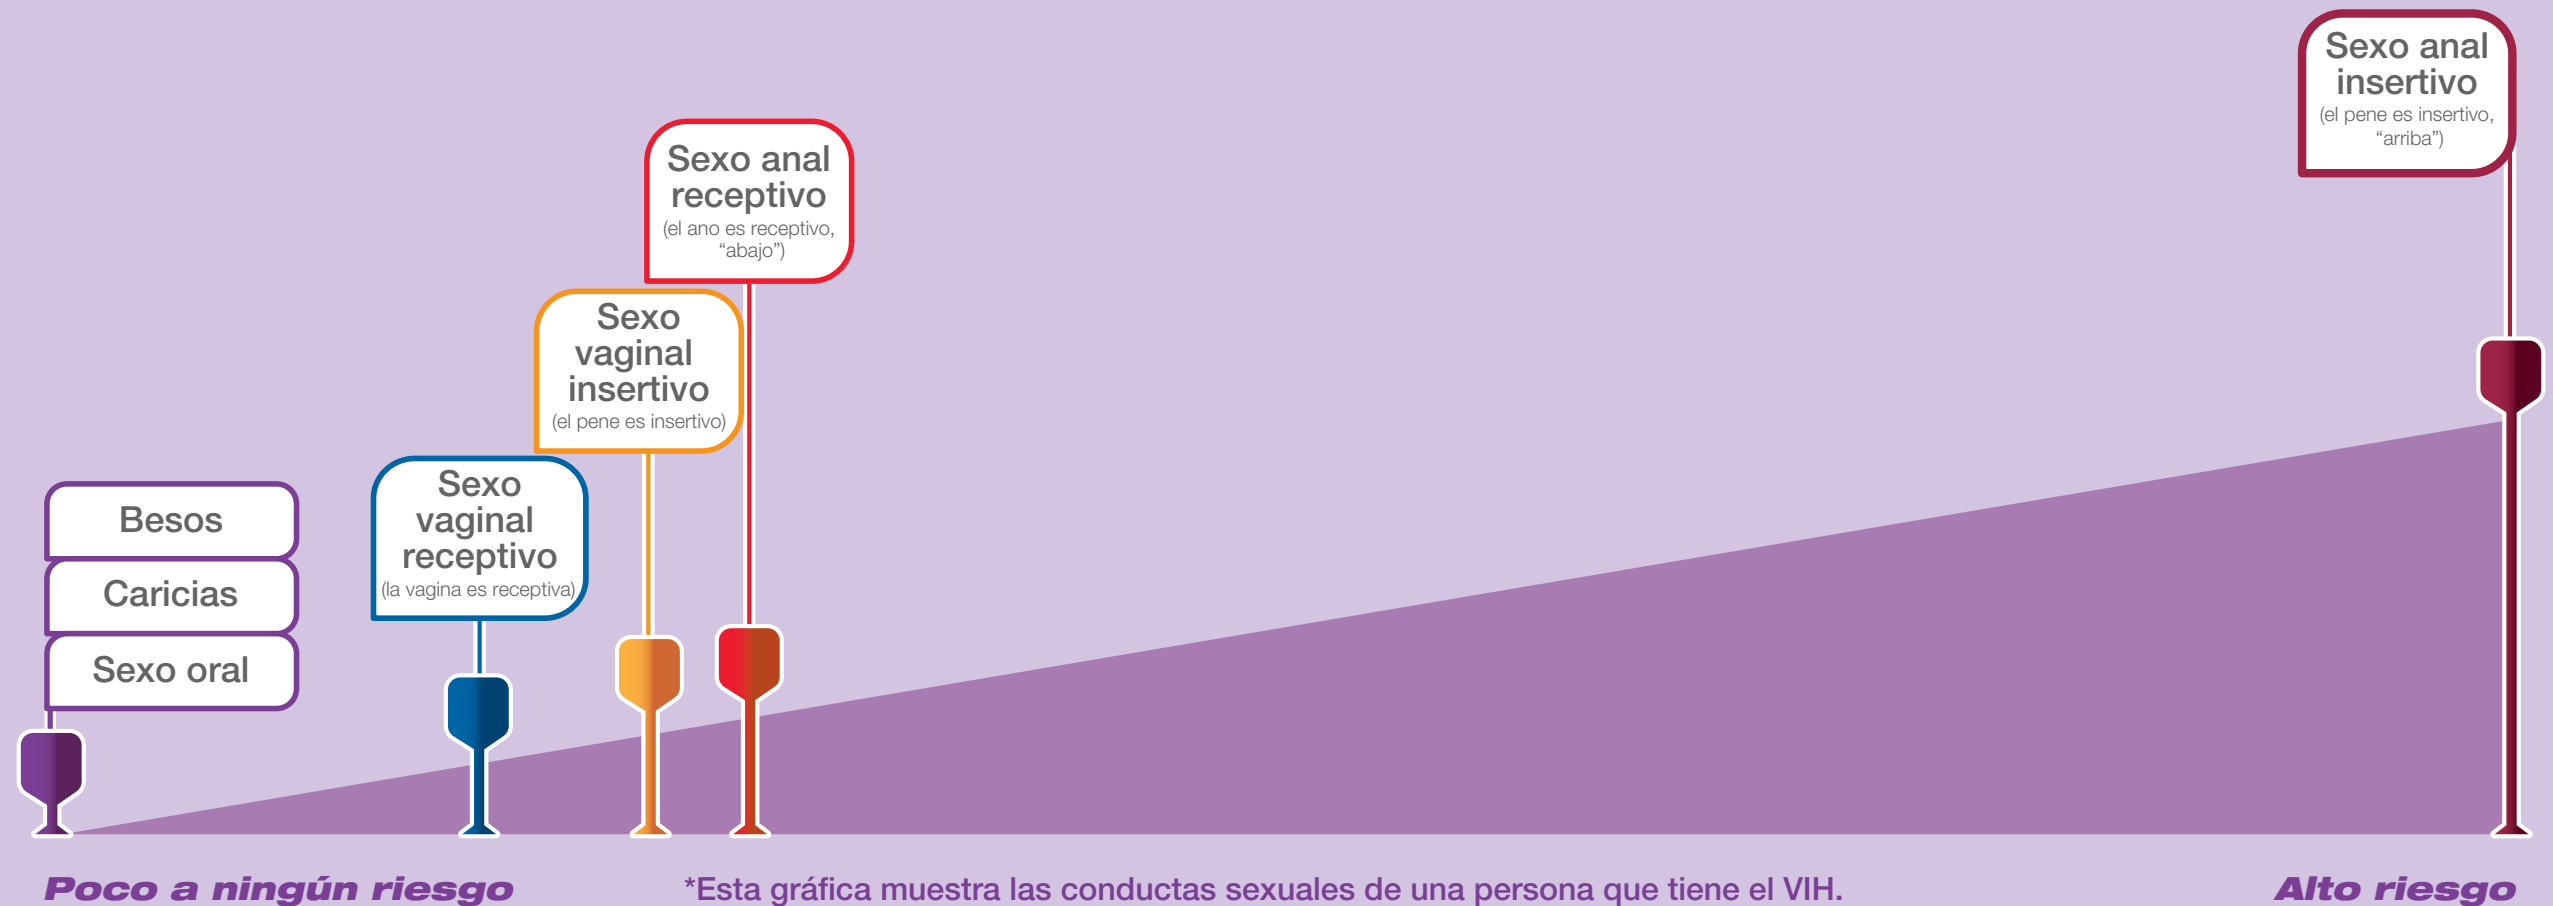 Besos
Caricias
Sexo oral
Sexo
vaginal
receptivo
(la vagina es receptiva)
Sexo
vaginal
insertivo
(el pene es insertivo)
Sexo anal
receptivo
(el ano es receptivo,
“abajo”)
Sexo anal
insertivo
(el pene es insertivo,
“arriba”)
Poco a ningún riesgo
*Esta gráfica muestra las conductas sexuales de una persona que tiene el VIH.
Alto riesgo